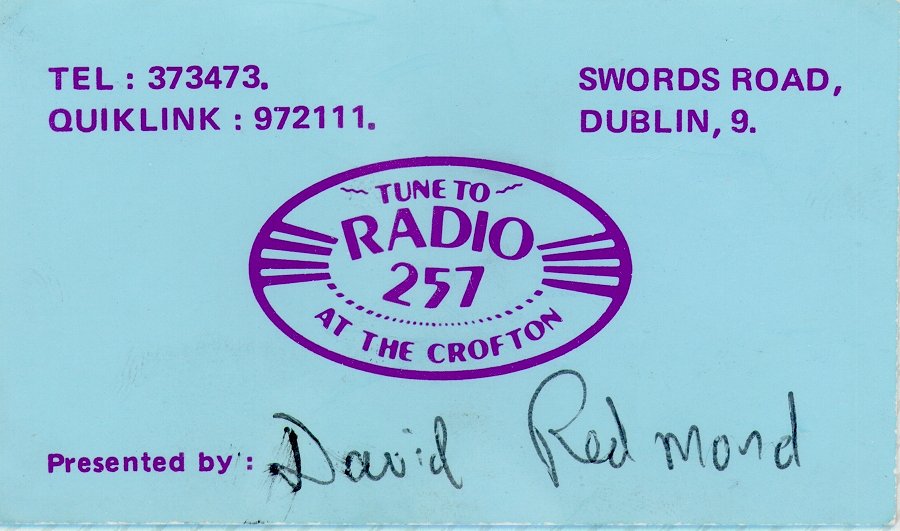 TEL : 373473.
QUIKLINK : 972111.
SWORDS ROAD,
DUBLIN, 9.
TUNE TO
RADIO
257
AT THE CROFTON
Presented by : David Redmond